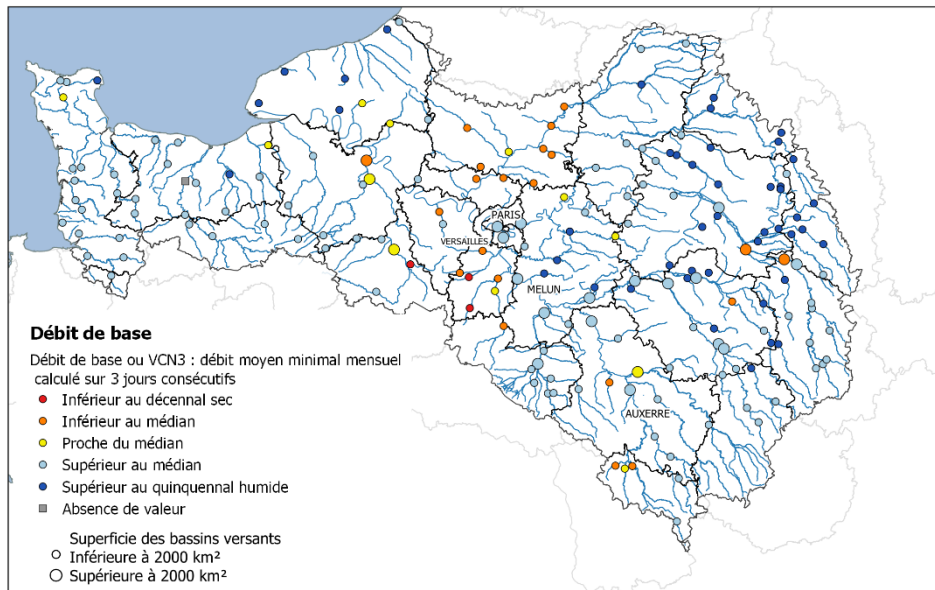 PARIS
VERSAILLES
MELUN
AUXERRE
Débit de base
Débit de base ou VCN3 : débit moyen minimal mensuel
calculé sur 3 jours consécutifs
Inférieur au décennal sec
Inférieur au médian
Proche du médian
Supérieur au médian
Supérieur au quinquennal humide
Absence de valeur
Superficie des bassins versants
Inférieure à 2000 km²
Supérieure à 2000 km²